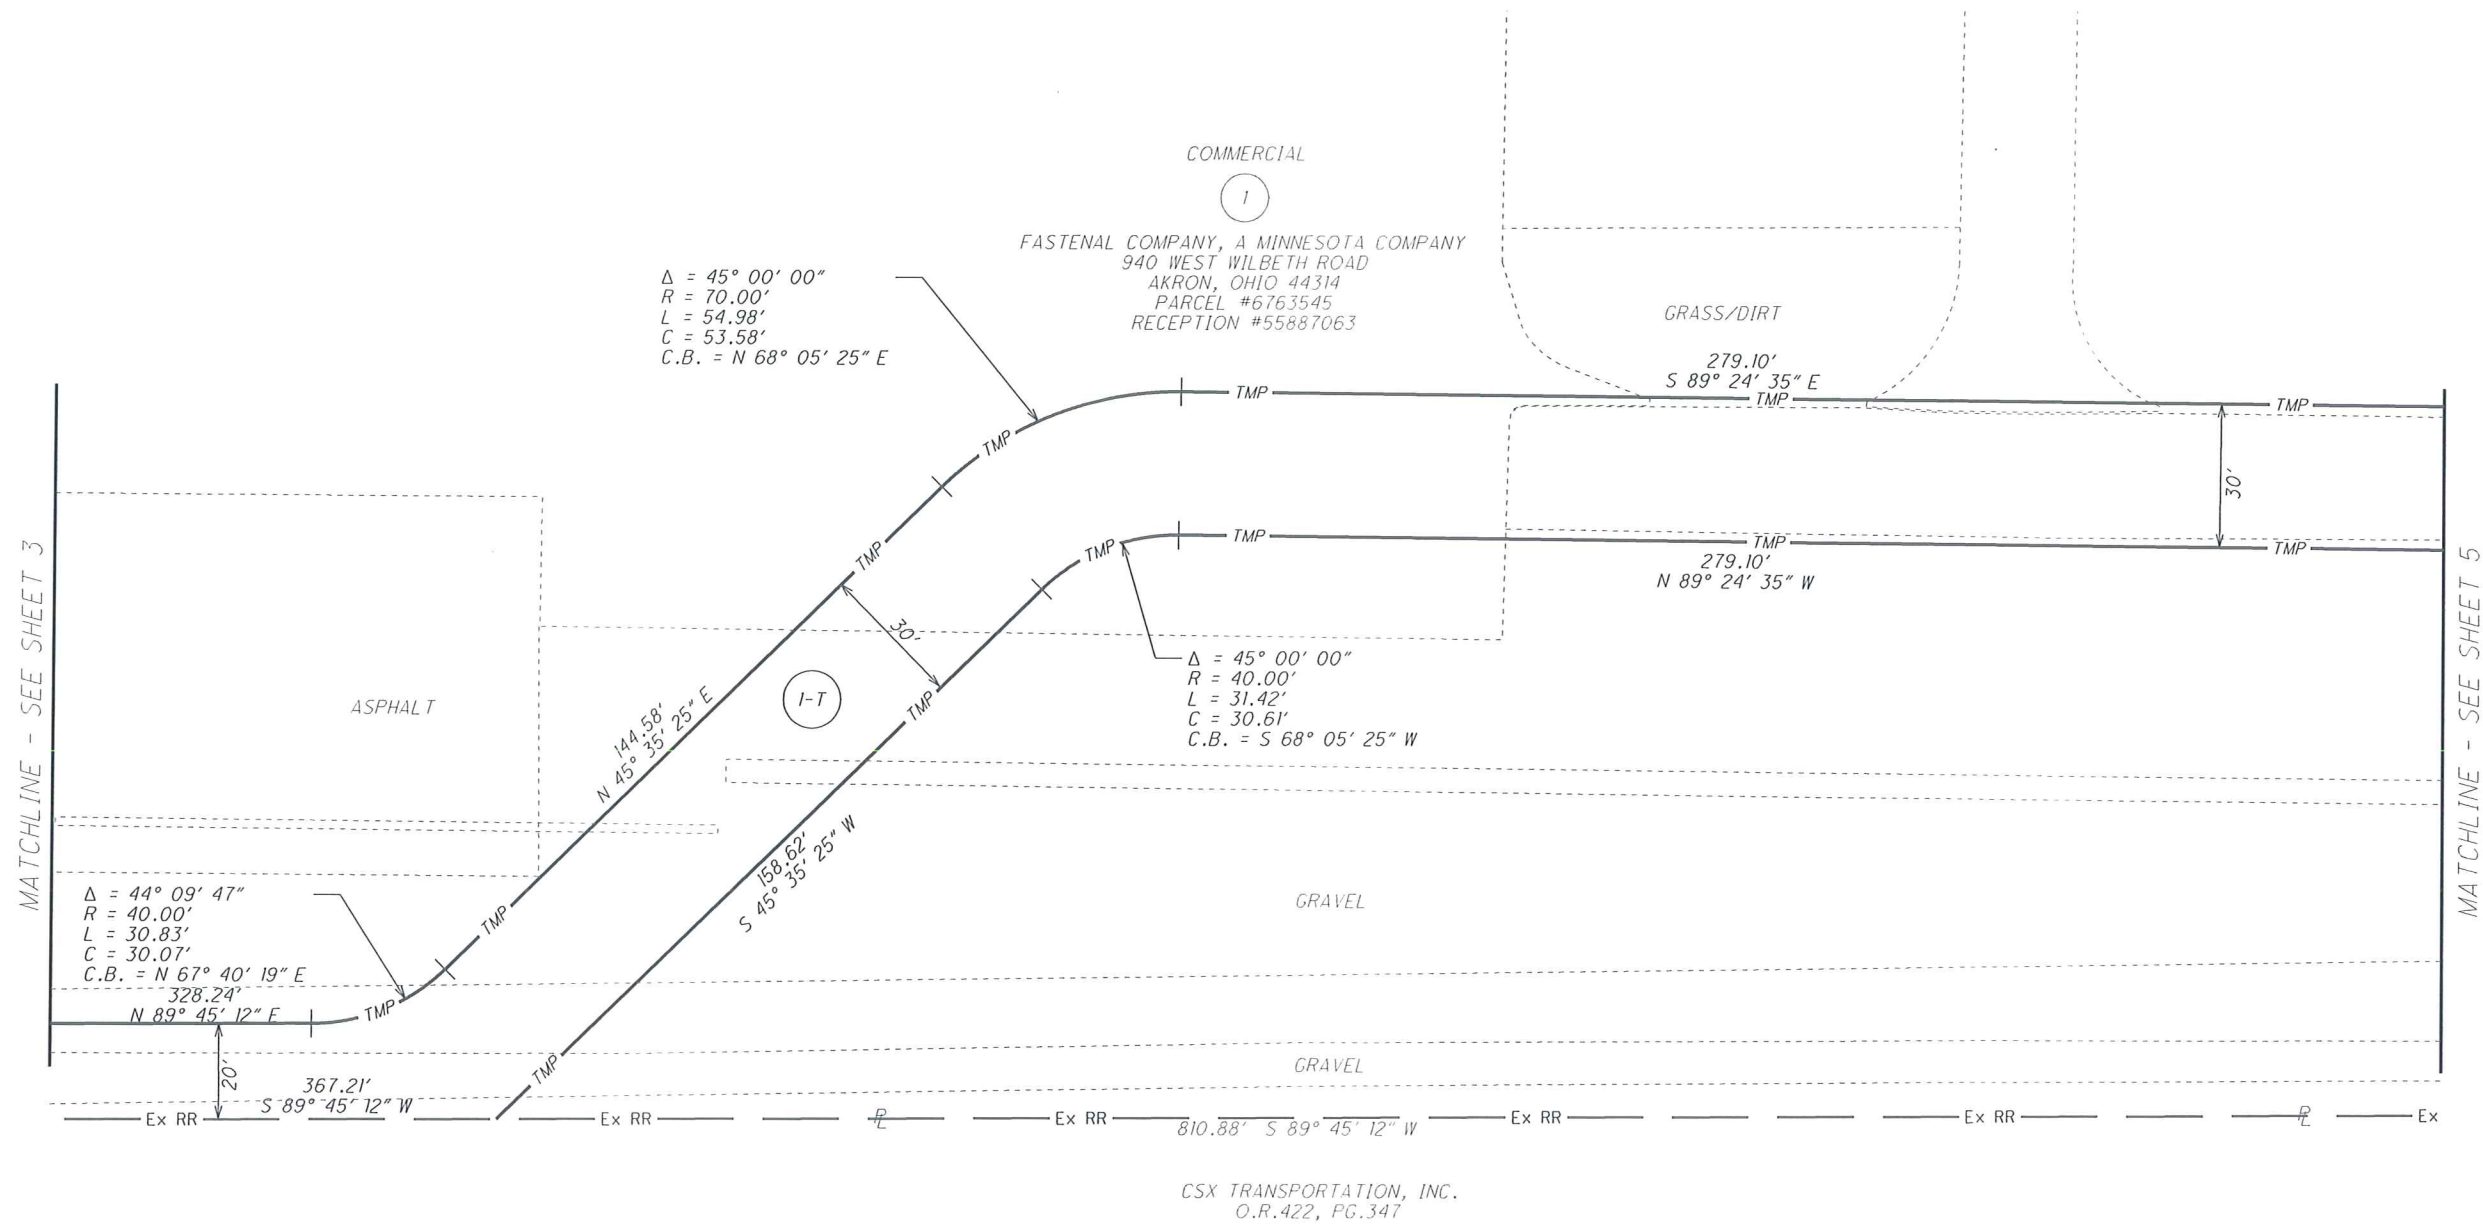 COMMERCIAL
1
FASTENAL COMPANY, A MINNESOTA COMPANY
940 WEST WILBETH ROAD
AKRON, OHIO 44314
PARCEL #6763545
RECEPTION #55887063
Δ = 45° 00' 00"
R = 70.00'
L = 54.98'
C = 53.58'
C.B. = N 68° 05' 25" E
GRASS/DIRT
279.10'
S 89° 24' 35" E
TMP
TMP
TMP
TMP
30'
TMP
TMP
TMP
TMP
TMP
279.10'
N 89° 24' 35" W
MATCHLINE - SEE SHEET 3
MATCHLINE - SEE SHEET 5
30'
Δ = 45° 00' 00"
R = 40.00'
L = 31.42'
C = 30.61'
C.B. = S 68° 05' 25" W
ASPHALT
1-T
TMP
144.58'
N 45° 35' 25" E
158.62'
S 45° 35' 25" W
GRAVEL
Δ = 44° 09' 47"
R = 40.00'
L = 30.83'
C = 30.07'
C.B. = N 67° 40' 19" E
328.24'
N 89° 45' 12" E
TMP
TMP
TMP
20'
GRAVEL
367.21'
S 89° 45' 12" W
Ex RR
Ex RR
PL
Ex RR
Ex RR
Ex RR
PL
Ex
810.88' S 89° 45' 12" W
CSX TRANSPORTATION, INC.
O.R.422, PG.347